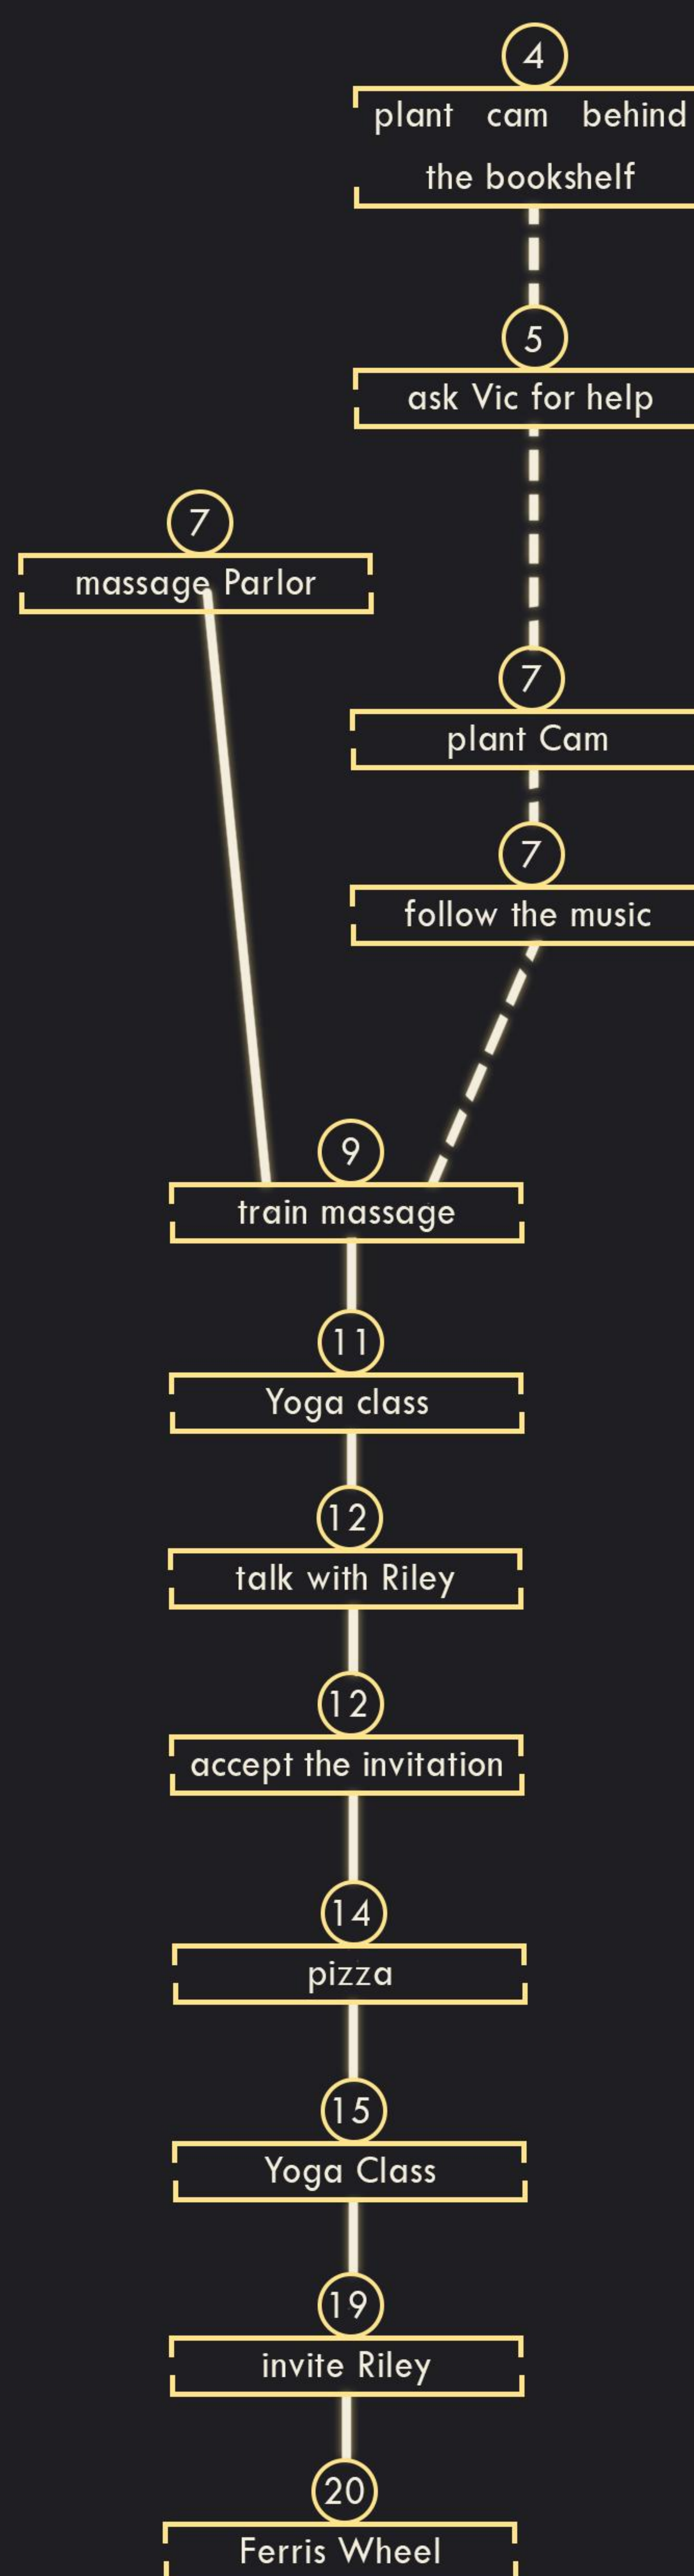 4
plant cam behind
the bookshelf
5
ask Vic for help
7
massage Parlor
7
plant Cam
7
follow the music
9
train massage
11
Yoga class
12
talk with Riley
12
accept the invitation
14
pizza
15
Yoga Class
19
invite Riley
20
Ferris Wheel